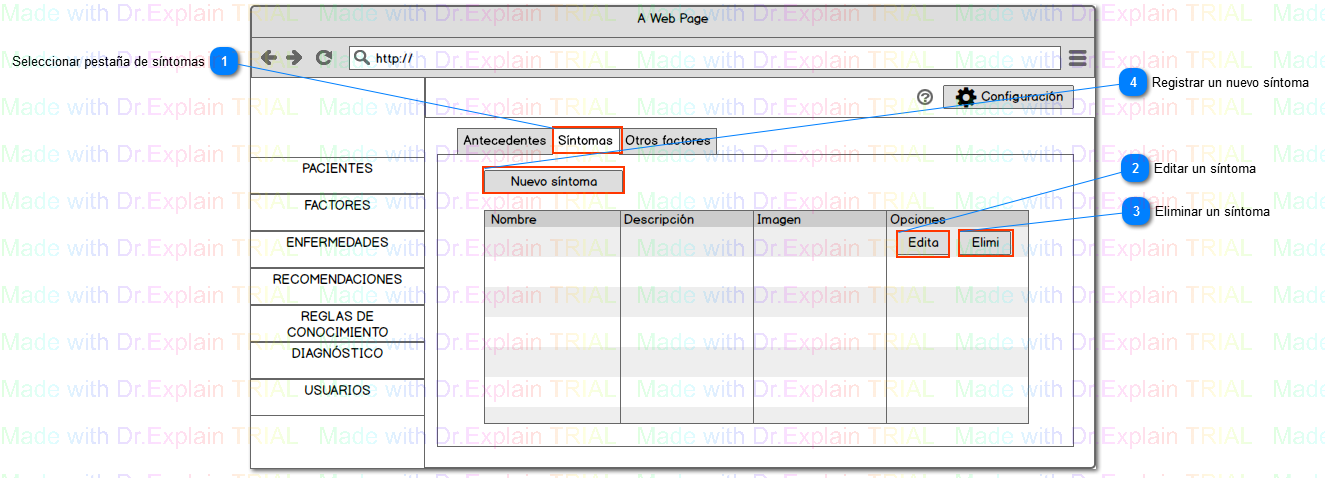 A Web Page
http://
Seleccionar pestaña de síntomas 1
4 Registrar un nuevo síntoma
Configuración
Antecedentes Síntomas Otros factores
PACIENTES
Nuevo síntoma
2 Editar un síntoma
FACTORES
Nombre Descripción Imagen Opciones
3 Eliminar un síntoma
ENFERMEDADES
Edita Elimi
RECOMENDACIONES
REGLAS DE
CONOCIMIENTO
DIAGNÓSTICO
USUARIOS
Made with Dr.Explain TRIAL